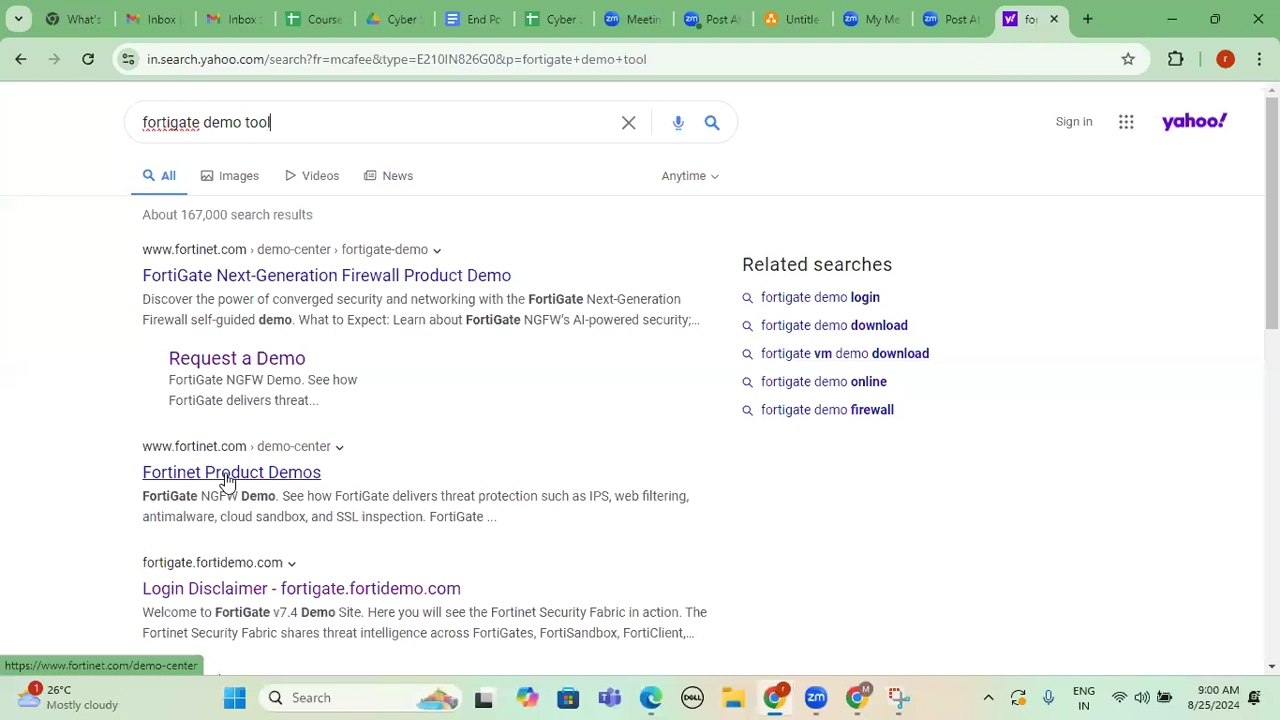 What's
Gmail
Gmail
Course
Cyber
End Po
Cyber
Meetin
Post A
Untitle
My Me
Post A
for
in.search.yahoo.com/search?fr=mcafee&type=E210IN826G0&p=fortigate+demo+tool
r
fortigate demo tool
Sign in
yahoo!
All
Images
Videos
News
Anytime
About 167,000 search results
www.fortinet.com › demo-center › fortigate-demo
FortiGate Next-Generation Firewall Product Demo
Discover the power of converged security and networking with the FortiGate Next-Generation
Firewall self-guided demo. What to Expect: Learn about FortiGate NGFW's AI-powered security;...
Request a Demo
FortiGate NGFW Demo. See how
FortiGate delivers threat...
www.fortinet.com › demo-center
Fortinet Product Demos
FortiGate NGFW Demo. See how FortiGate delivers threat protection such as IPS, web filtering,
antimalware, cloud sandbox, and SSL inspection. FortiGate ...
fortigate.fortidemo.com
Login Disclaimer - fortigate.fortidemo.com
Welcome to FortiGate v7.4 Demo Site. Here you will see the Fortinet Security Fabric in action. The
Fortinet Security Fabric shares threat intelligence across FortiGates, FortiSandbox, FortiClient,...
Related searches
fortigate demo login
fortigate demo download
fortigate vm demo download
fortigate demo online
fortigate demo firewall
https://www.fortinet.com/demo-center
1
26°C
Mostly cloudy
Search
DELL
zm
ENG
IN
9:00 AM
8/25/2024